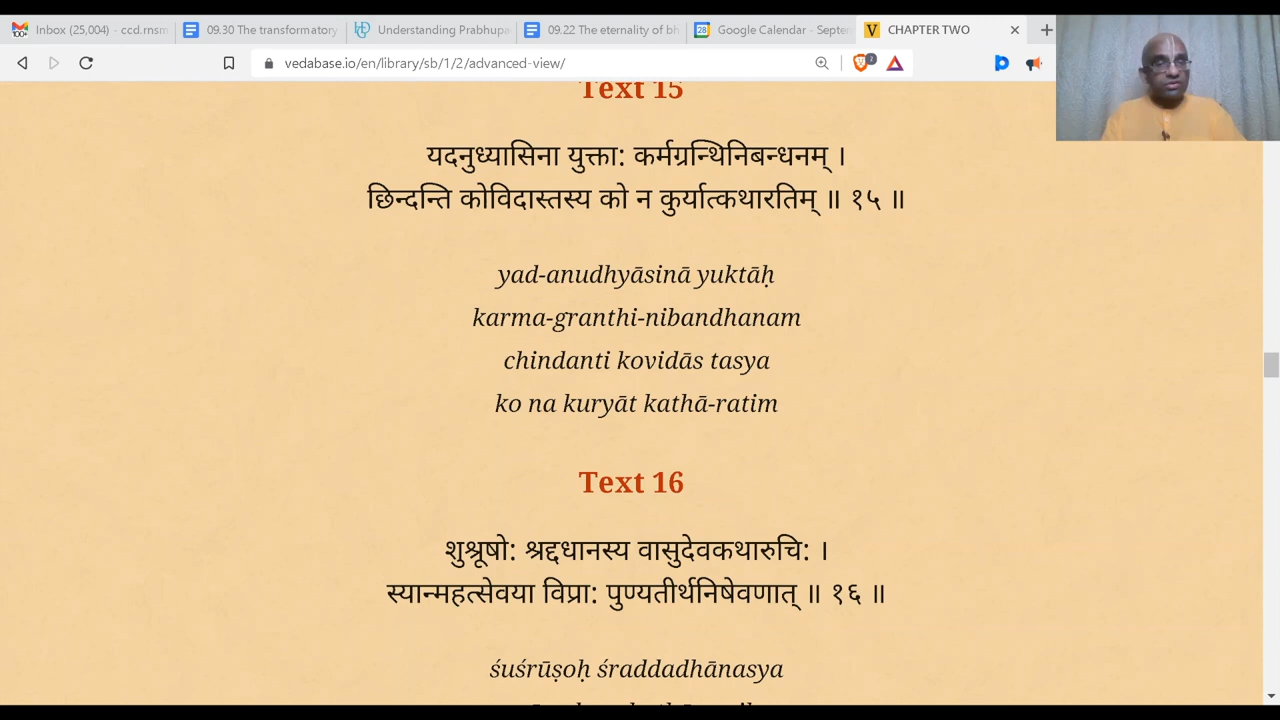 Inbox (25,004) - ccd.rns
09.30 The transformatory
Understanding Prabhupa
09.22 The eternality of bh
Google Calendar - Septe
CHAPTER TWO
vedabase.io/en/library/sb/1/2/advanced-view/
Text 15
यदनुध्यासिना युक्ता: कर्मग्रन्थिनिबन्धनम् ।
छिन्दन्ति कोविदास्तस्य को न कुर्यात्कथारतिम् ॥ १५ ॥
yad-anudhyāsinā yuktāḥ
karma-granthi-nibandhanam
chindanti kovidās tasya
ko na kuryāt kathā-ratim
Text 16
शुश्रूषो: श्रद्दधानस्य वासुदेवकथारुचि: ।
स्यान्महत्सेवया विप्रा: पुण्यतीर्थनिषेवणात् ॥ १६ ॥
śuśrūṣoḥ śraddadhānasya